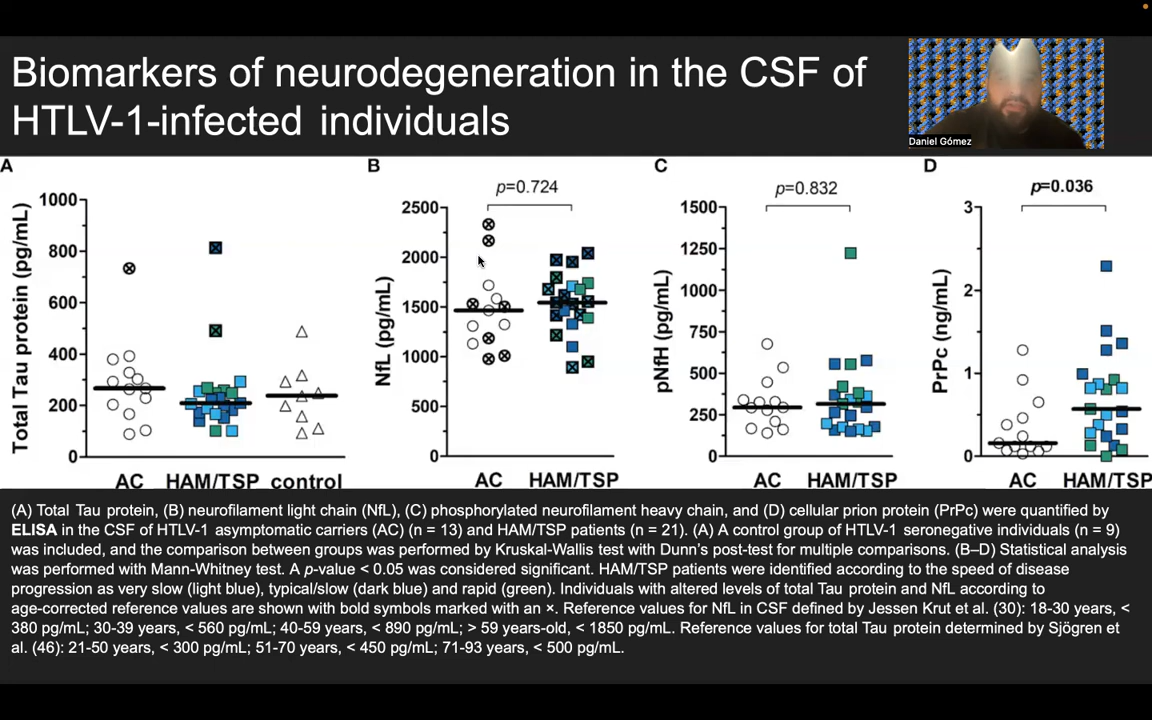 Biomarkers of neurodegeneration in the CSF of
HTLV-1-infected individuals
Daniel Gómez
A
Total Tau protein (pg/mL)
1000
800
600
400
200
0
AC HAM/TSP control
B
p=0.724
NfL (pg/mL)
2500
2000
1500
1000
500
0
AC HAM/TSP
C
p=0.832
pNfH (pg/mL)
1500
1250
1000
750
500
250
0
AC HAM/TSP
D
p=0.036
PrPc (ng/mL)
3
2
1
0
AC HAM/TSP
(A) Total Tau protein, (B) neurofilament light chain (NfL), (C) phosphorylated neurofilament heavy chain, and (D) cellular prion protein (PrPc) were quantified by
ELISA in the CSF of HTLV-1 asymptomatic carriers (AC) (n = 13) and HAM/TSP patients (n = 21). (A) A control group of HTLV-1 seronegative individuals (n = 9)
was included, and the comparison between groups was performed by Kruskal-Wallis test with Dunn's post-test for multiple comparisons. (B–D) Statistical analysis
was performed with Mann-Whitney test. A p-value < 0.05 was considered significant. HAM/TSP patients were identified according to the speed of disease
progression as very slow (light blue), typical/slow (dark blue) and rapid (green). Individuals with altered levels of total Tau protein and NfL according to
age-corrected reference values are shown with bold symbols marked with an ×. Reference values for NfL in CSF defined by Jessen Krut et al. (30): 18-30 years, <
380 pg/mL; 30-39 years, < 560 pg/mL; 40-59 years, < 890 pg/mL; > 59 years-old, < 1850 pg/mL. Reference values for total Tau protein determined by Sjögren et
al. (46): 21-50 years, < 300 pg/mL; 51-70 years, < 450 pg/mL; 71-93 years, < 500 pg/mL.